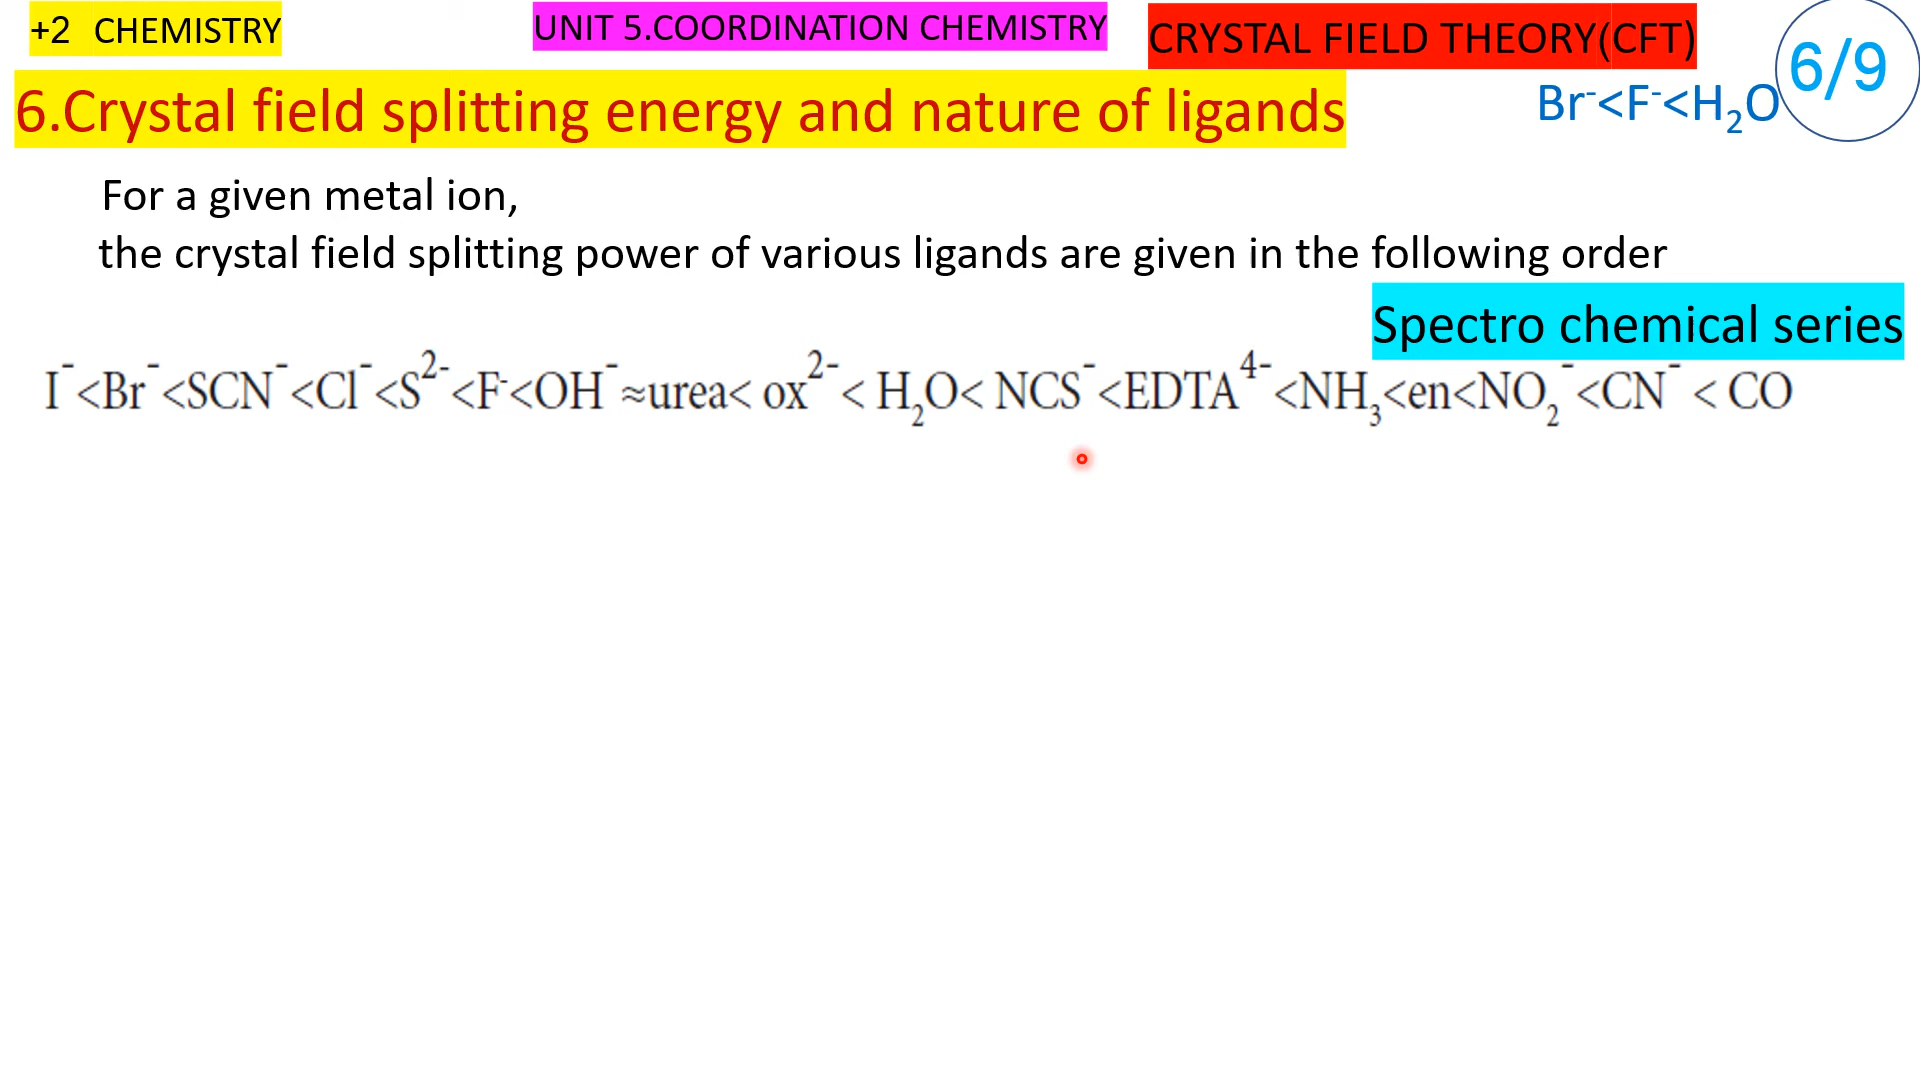 +2 CHEMISTRY
UNIT 5.COORDINATION CHEMISTRY
CRYSTAL FIELD THEORY(CFT)
6/9
6.Crystal field splitting energy and nature of ligands
Br⁻<F⁻<H₂O
For a given metal ion,
the crystal field splitting power of various ligands are given in the following order
Spectro chemical series
I⁻<Br⁻<SCN⁻<Cl⁻<S²⁻<F⁻<OH⁻≈urea< ox²⁻< H₂O< NCS⁻<EDTA⁴⁻<NH₃<en<NO₂⁻<CN⁻< CO